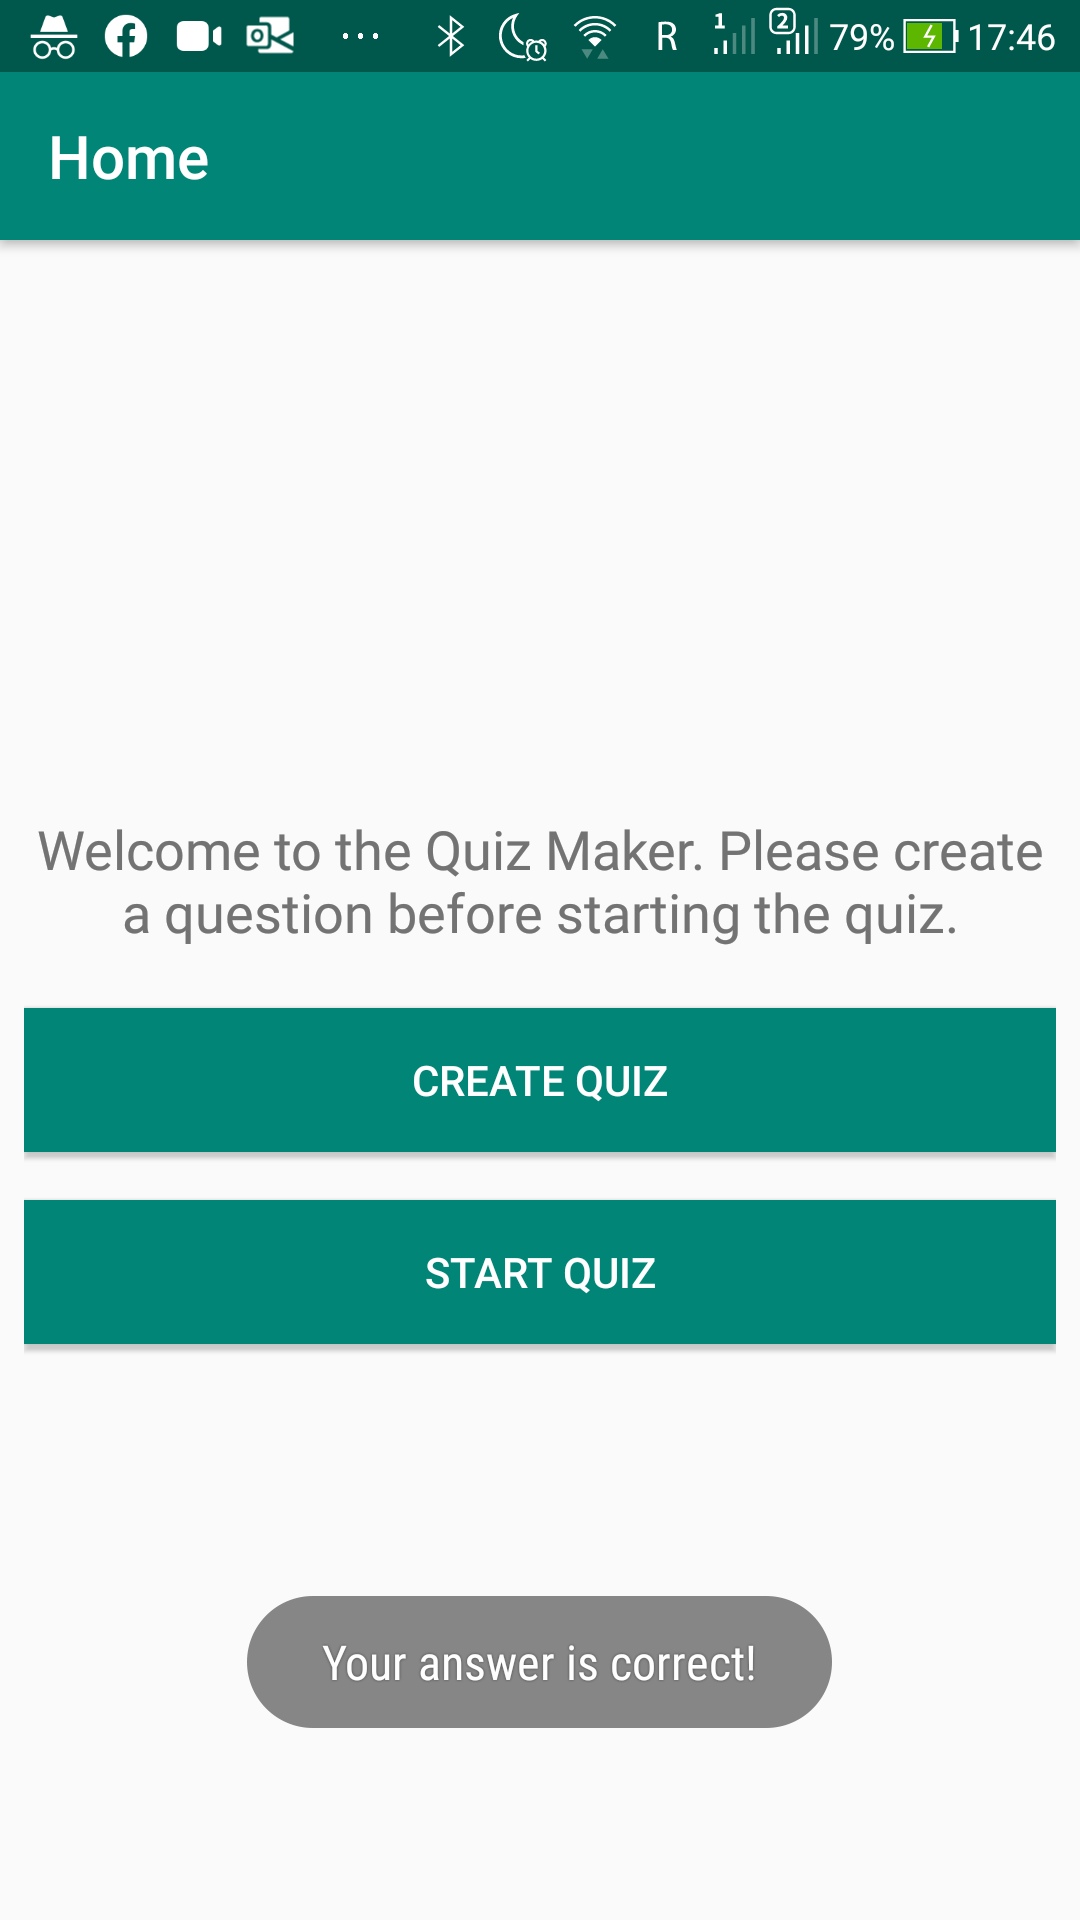 R 1 2 79% 17:46
Home
Welcome to the Quiz Maker. Please create
a question before starting the quiz.
CREATE QUIZ
START QUIZ
Your answer is correct!